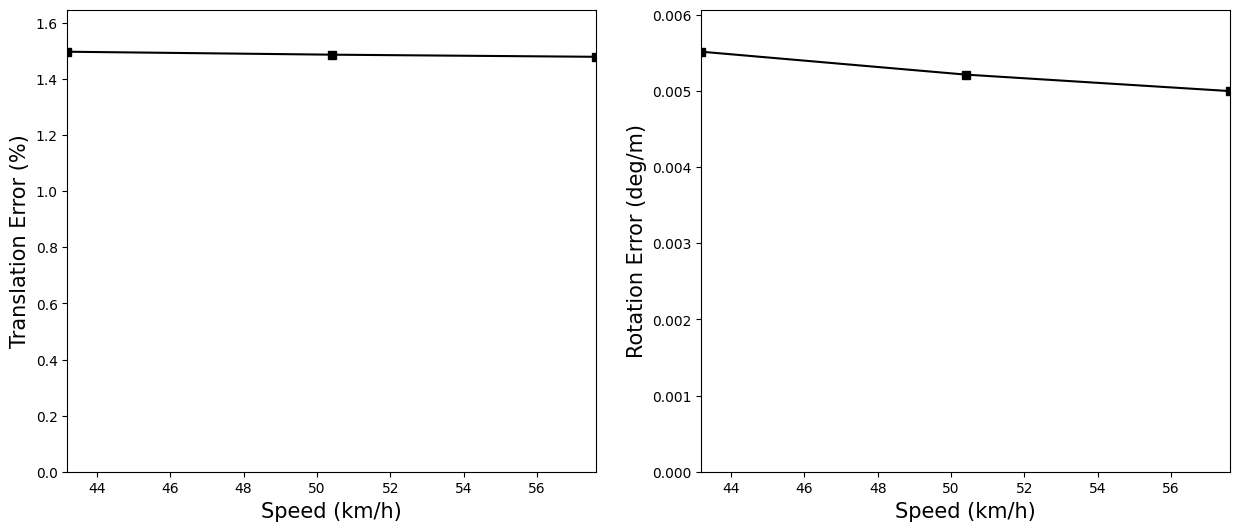 1.6
1.4
1.2
1.0
0.8
0.6
0.4
0.2
0.0
Translation Error (%)
44 46 48 50 52 54 56
Speed (km/h)
0.006
0.005
0.004
0.003
0.002
0.001
0.000
Rotation Error (deg/m)
44 46 48 50 52 54 56
Speed (km/h)